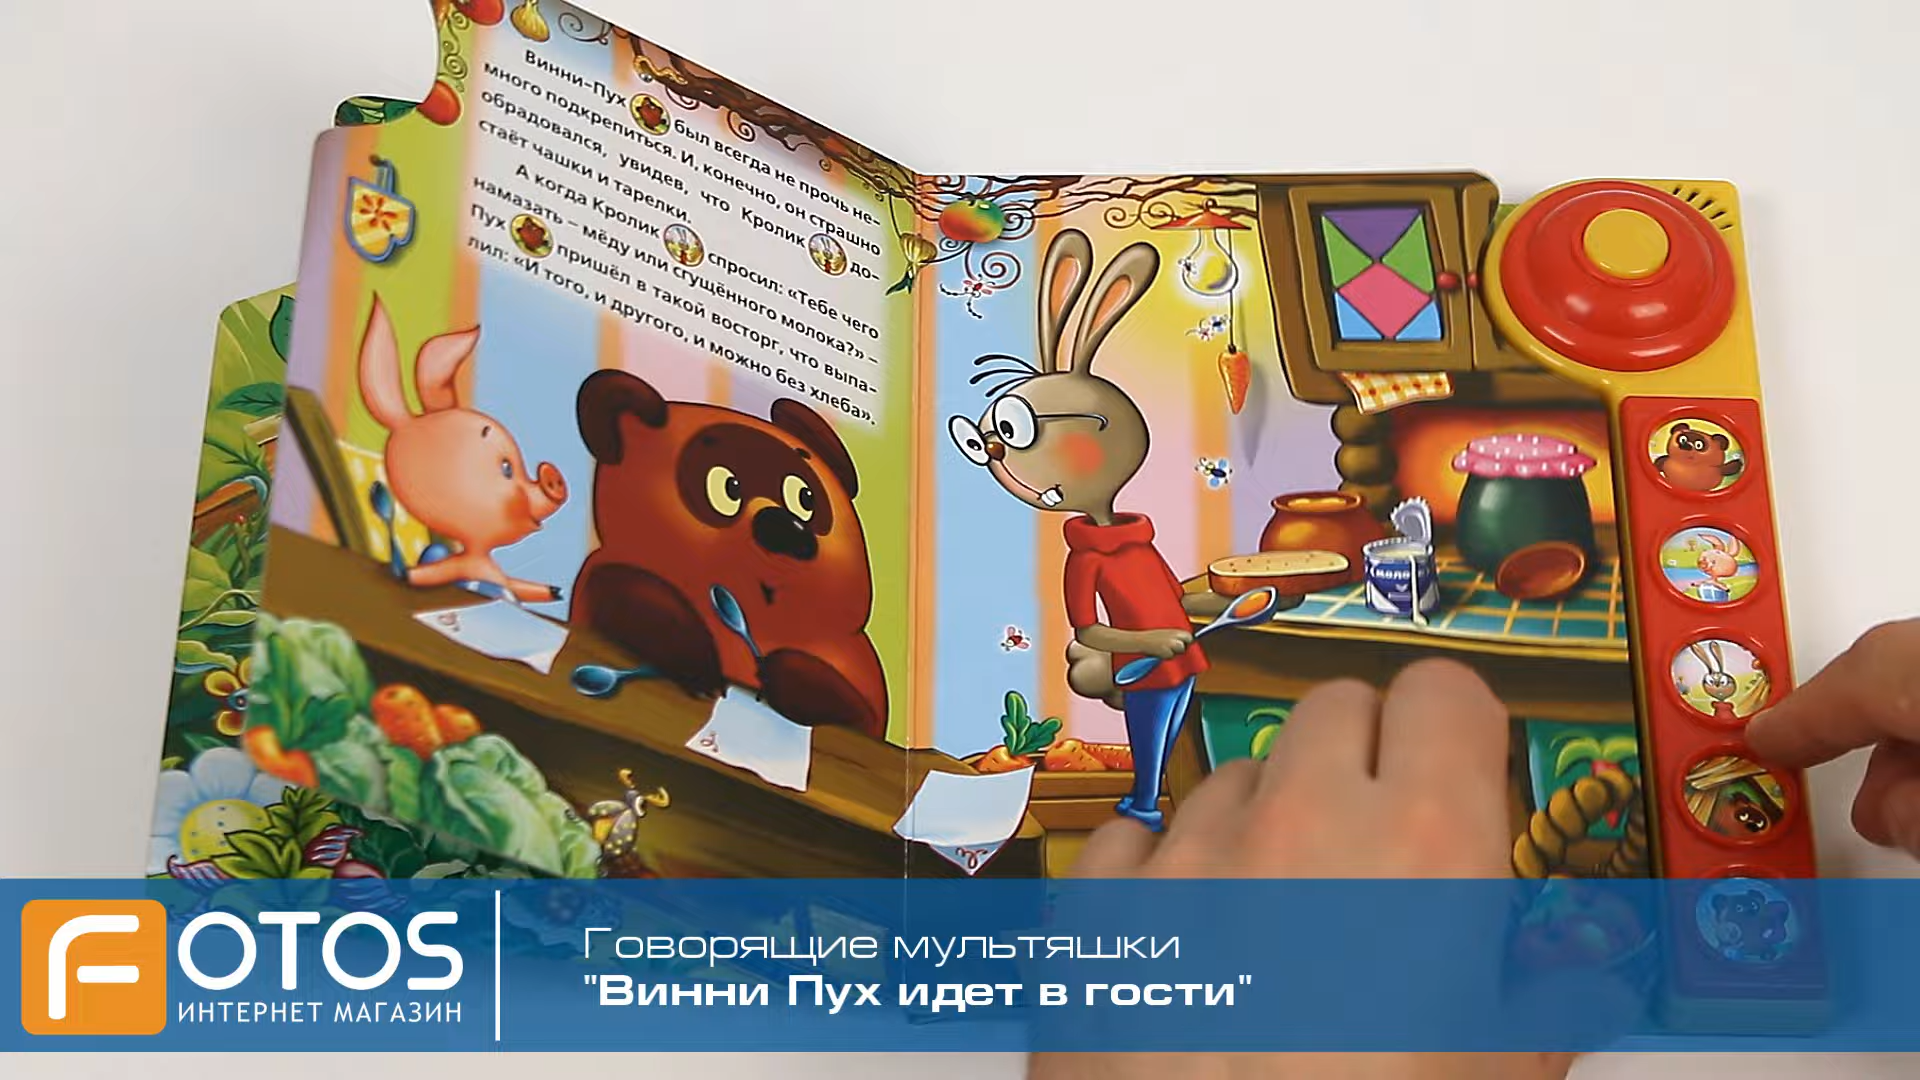 Винни-Пух был всегда не прочь не-
много подкрепиться. И, конечно, он страшно
обрадовался, увидев, что Кролик до-
стаёт чашки и тарелки.
А когда Кролик спросил: «Тебе чего
намазать – мёду или сгущённого молока?» –
Пух пришёл в такой восторг, что выпа-
лил: «И того, и другого, и можно без хлеба».
моло
FOTOS
ИНТЕРНЕТ МАГАЗИН
Говорящие мультяшки
"Винни Пух идет в гости"